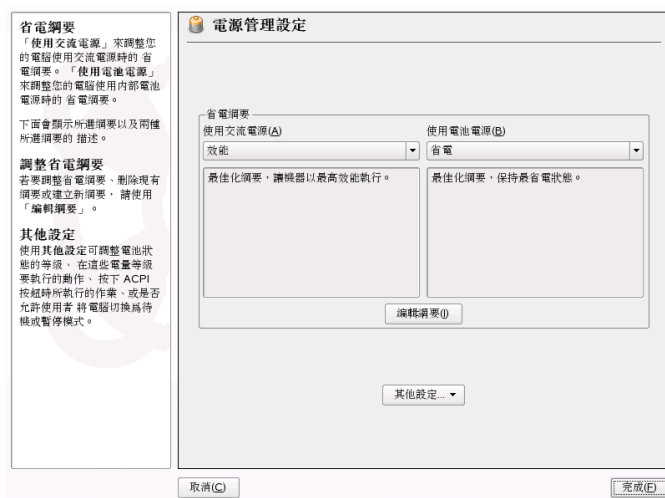 省電綱要
「使用交流電源」來調整您
的電腦使用交流電源時的 省
電綱要。 「使用電池電源」
來調整您的電腦使用內部電池
電源時的 省電綱要。
下面會顯示所選綱要以及兩種
所選綱要的 描述。
調整省電綱要
若要調整省電綱要、刪除現有
綱要或建立新綱要， 請使用
「編輯綱要」。
其他設定
使用其他設定可調整電池狀
態的等級、 在這些電量等級
要執行的動作、 按下 ACPI
按鈕時所執行的作業、或是否
允許使用者 將電腦切換爲待
機或暫停模式。
電源管理設定
省電綱要
使用交流電源(A)
效能
最佳化綱要，讓機器以最高效能執行。
使用電池電源(B)
省電
最佳化綱要，保持最省電狀態。
編輯綱要(I)
其他設定...
取消(C)
完成(F)